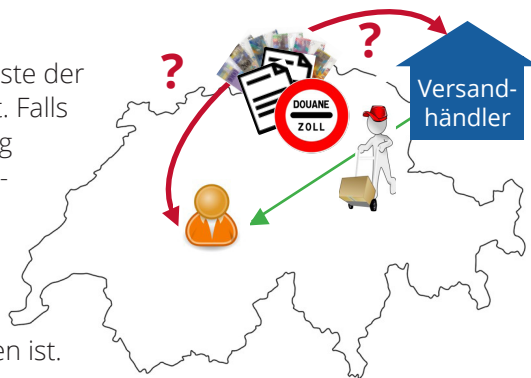 ste der
. Falls
g
-
en ist.
?
?
DOUANE
ZOLL
Versand-
händler